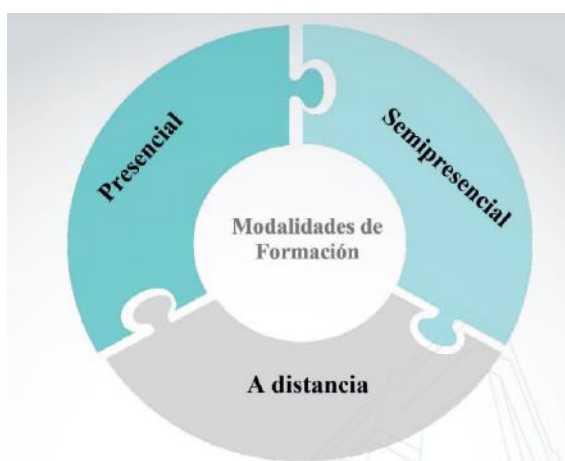 Presencial
Semipresencial
Modalidades de
Formación
A distancia